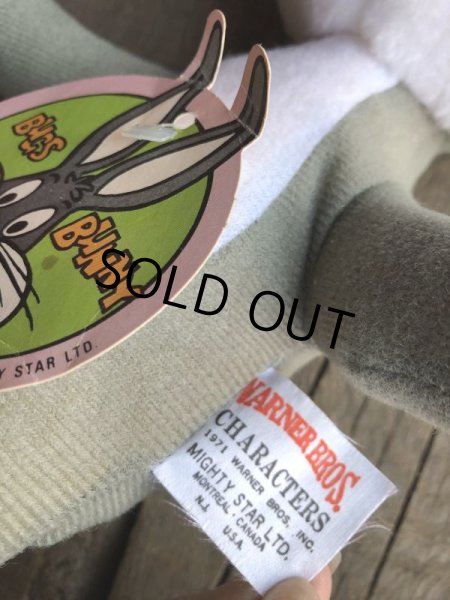 BUGS
BUNNY
Y STAR LTD.
SOLD OUT
WARNER BROS.
CHARACTERS
1971 WARNER BROS. INC.
MIGHTY STAR LTD.
MONTREAL·CANADA
N.J.
U.S.A.